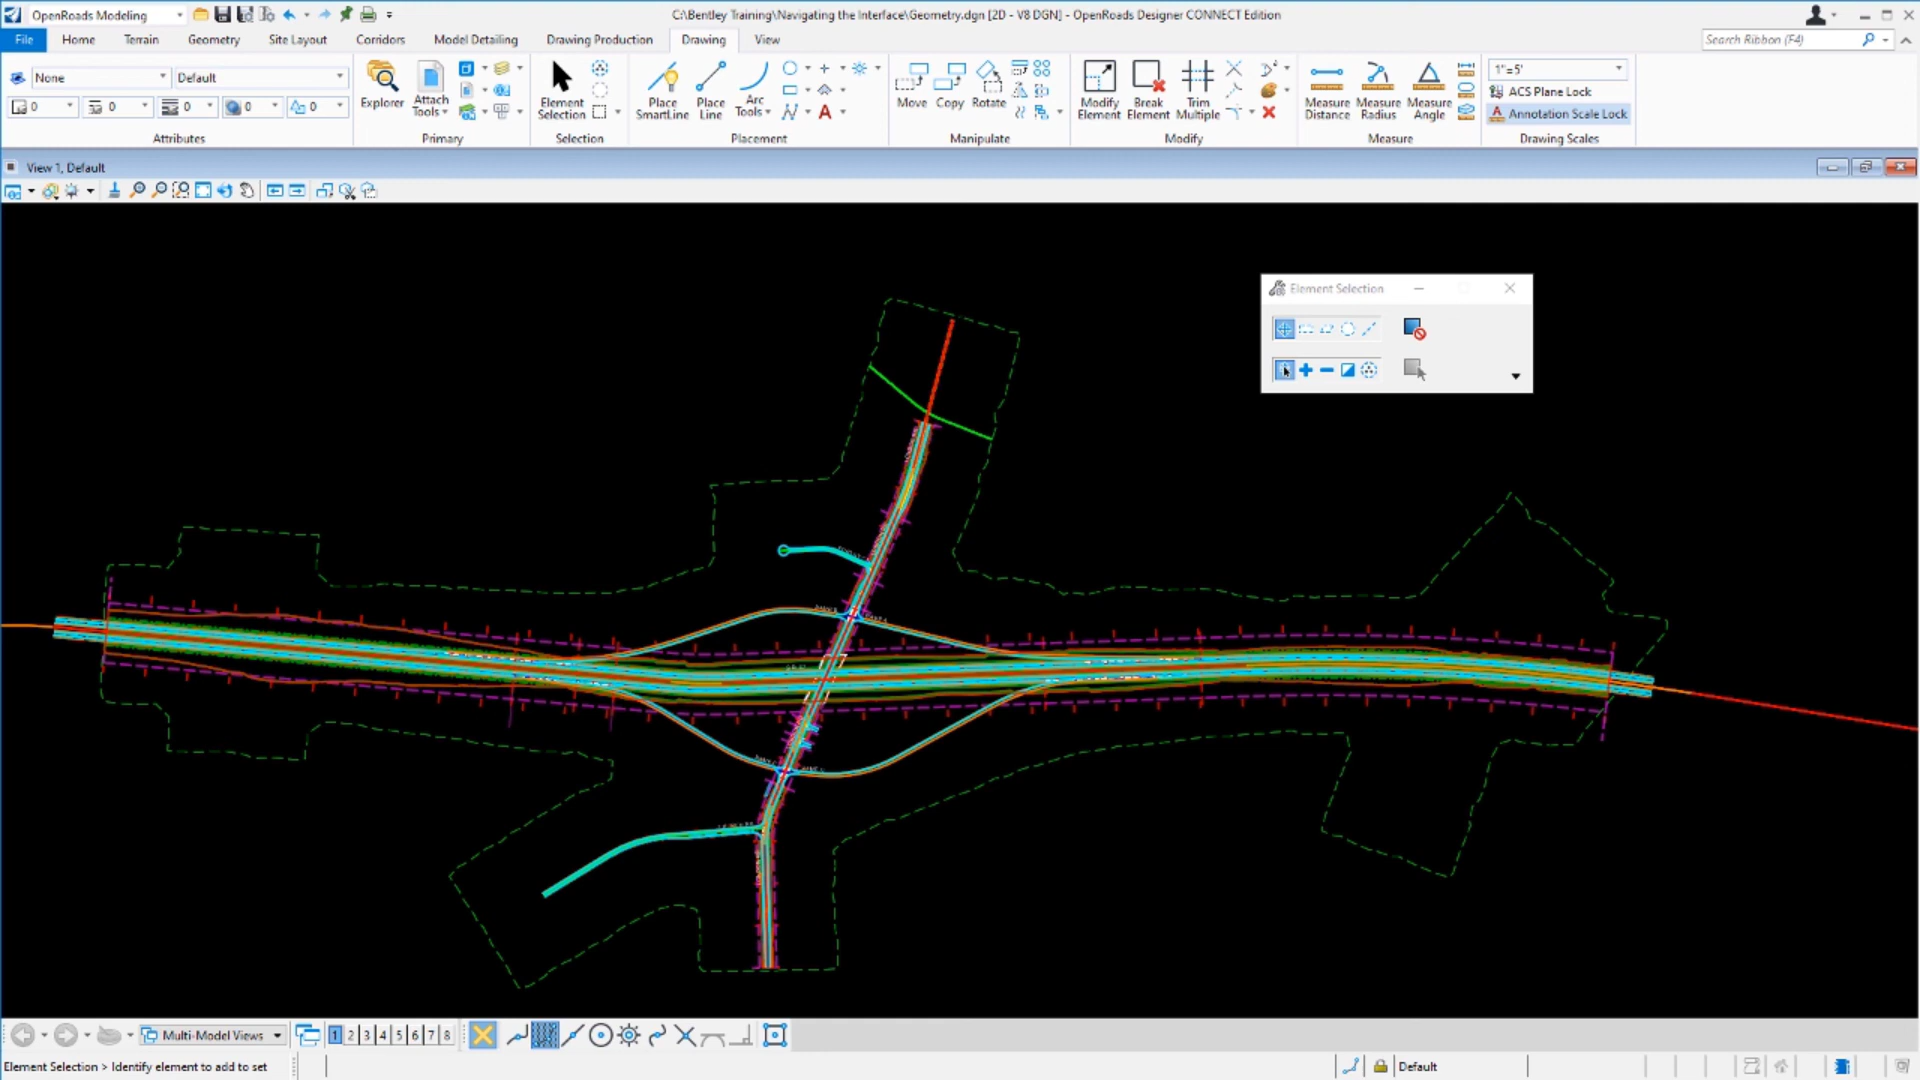 OpenRoads Modeling
C:\Bentley Training\Navigating the Interface\Geometry.dgn [2D - V8 DGN] - OpenRoads Designer CONNECT Edition
File Home Terrain Geometry Site Layout Corridors Model Detailing Drawing Production Drawing View Search Ribbon (F4)
None Default
0 0 0 0 0
Attributes
Explorer
Attach Tools
Primary
Element Selection
Selection
Place SmartLine
Place Line
Arc Tools
Placement
Move Copy Rotate
Manipulate
Modify Element
Break Element
Trim Multiple
Modify
Measure Distance
Measure Radius
Measure Angle
Measure
1"=5'
ACS Plane Lock
Annotation Scale Lock
Drawing Scales
View 1, Default
Element Selection
Multi-Model Views 1 2 3 4 5 6 7 8
Element Selection > Identify element to add to set
Default